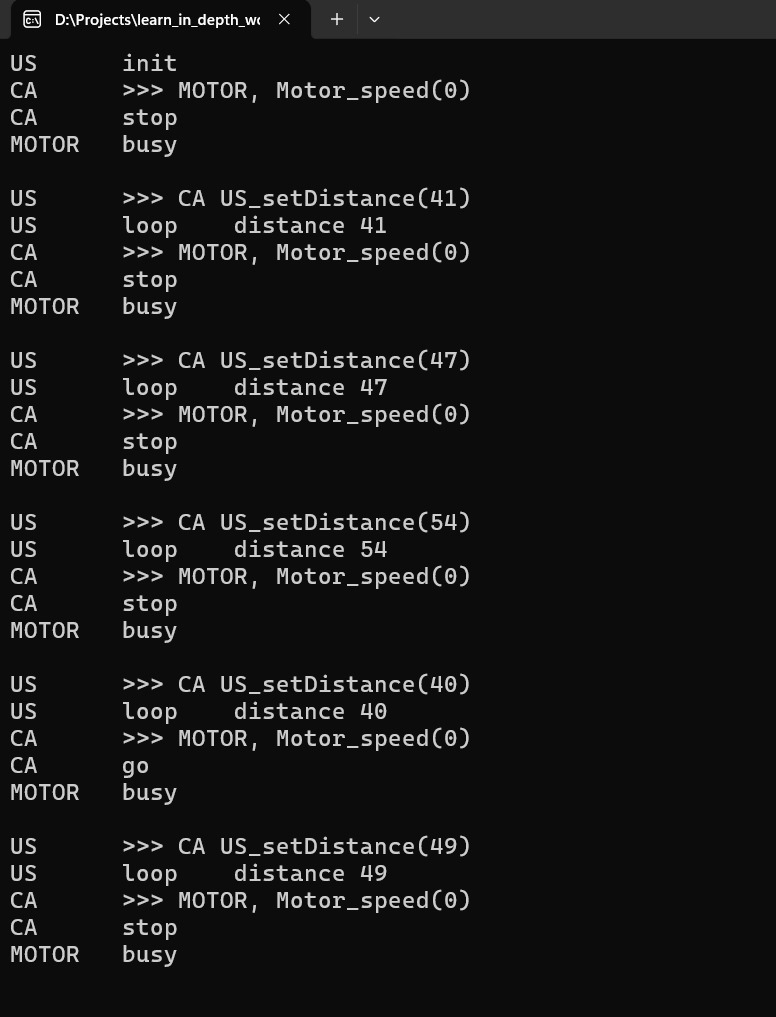 D:\Projects\learn_in_depth_wo
US init
CA >>> MOTOR, Motor_speed(0)
CA stop
MOTOR busy
US >>> CA US_setDistance(41)
US loop distance 41
CA >>> MOTOR, Motor_speed(0)
CA stop
MOTOR busy
US >>> CA US_setDistance(47)
US loop distance 47
CA >>> MOTOR, Motor_speed(0)
CA stop
MOTOR busy
US >>> CA US_setDistance(54)
US loop distance 54
CA >>> MOTOR, Motor_speed(0)
CA stop
MOTOR busy
US >>> CA US_setDistance(40)
US loop distance 40
CA >>> MOTOR, Motor_speed(0)
CA go
MOTOR busy
US >>> CA US_setDistance(49)
US loop distance 49
CA >>> MOTOR, Motor_speed(0)
CA stop
MOTOR busy